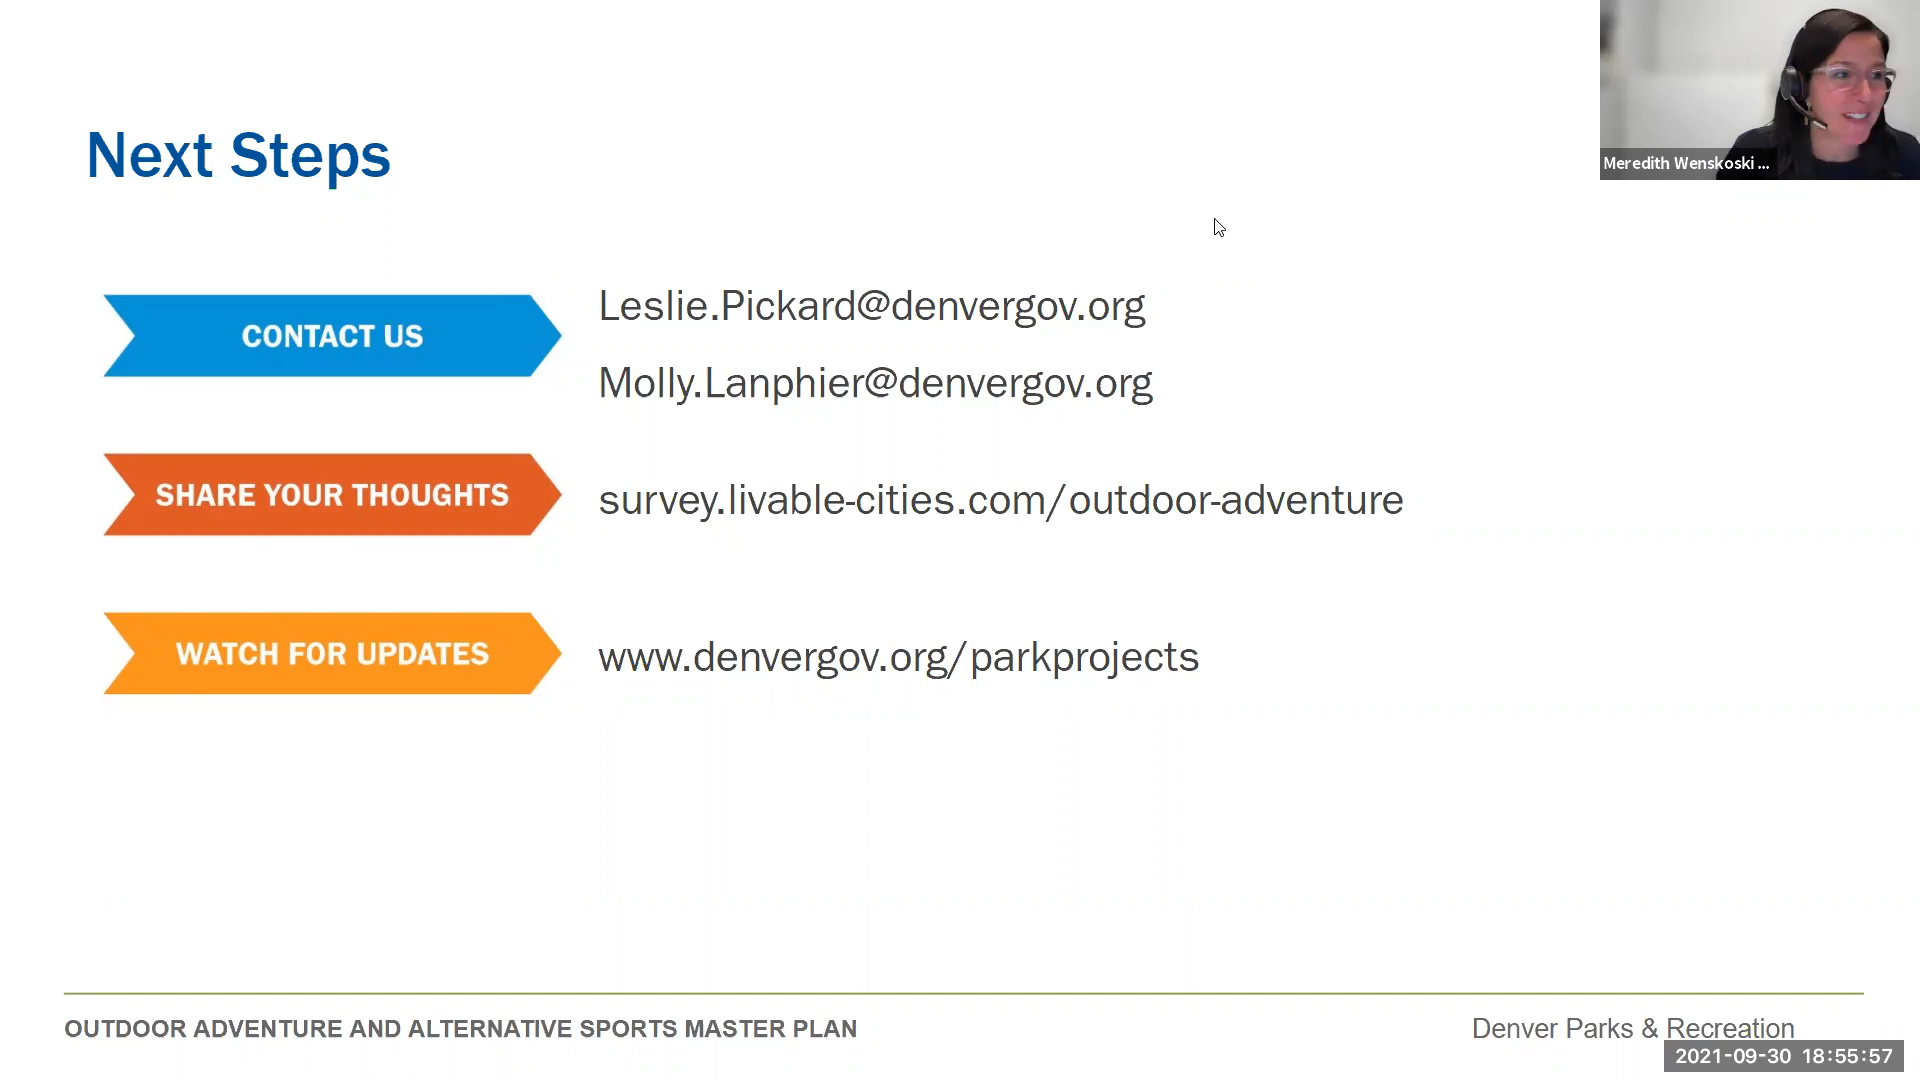 Meredith Wenskoski ...
Next Steps
CONTACT US
Leslie.Pickard@denvergov.org
Molly.Lanphier@denvergov.org
SHARE YOUR THOUGHTS
survey.livable-cities.com/outdoor-adventure
WATCH FOR UPDATES
www.denvergov.org/parkprojects
OUTDOOR ADVENTURE AND ALTERNATIVE SPORTS MASTER PLAN
Denver Parks & Recreation
2021-09-30 18:55:57